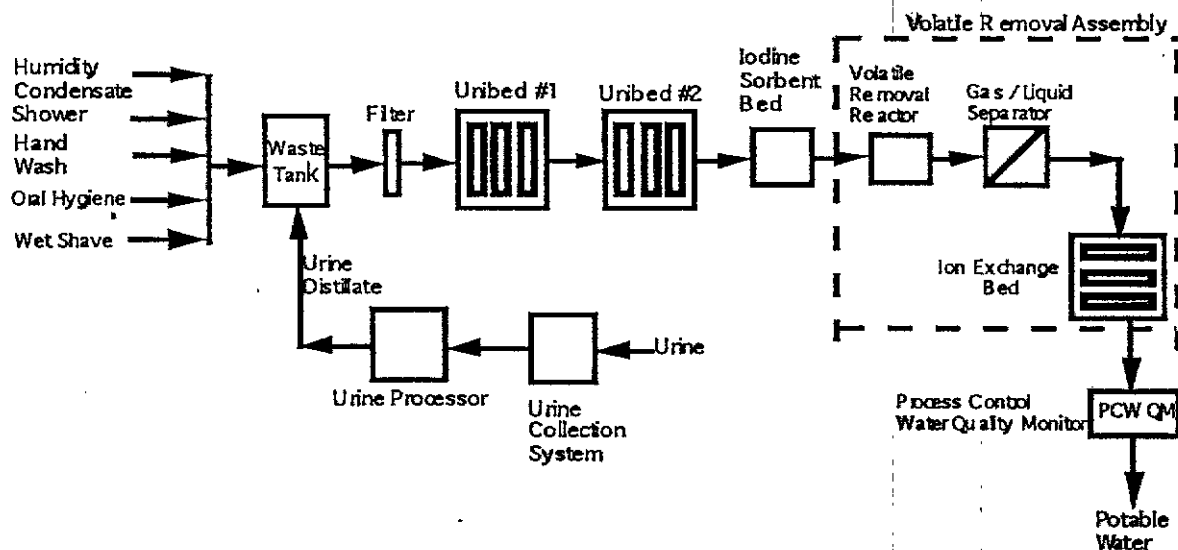 Volatile Removal Assembly
Humidity
Condensate
Shower
Hand
Wash
Oral Hygiene
Wet Shave
Waste
Tank
Filter
Unibed #1
Unibed #2
Iodine
Sorbent
Bed
Volatile
Removal
Reactor
Gas / Liquid
Separator
Ion Exchange
Bed
Urine
Distillate
Urine Processor
Urine
Collection
System
Urine
Process Control
Water Quality Monitor
PCWQM
Potable
Water